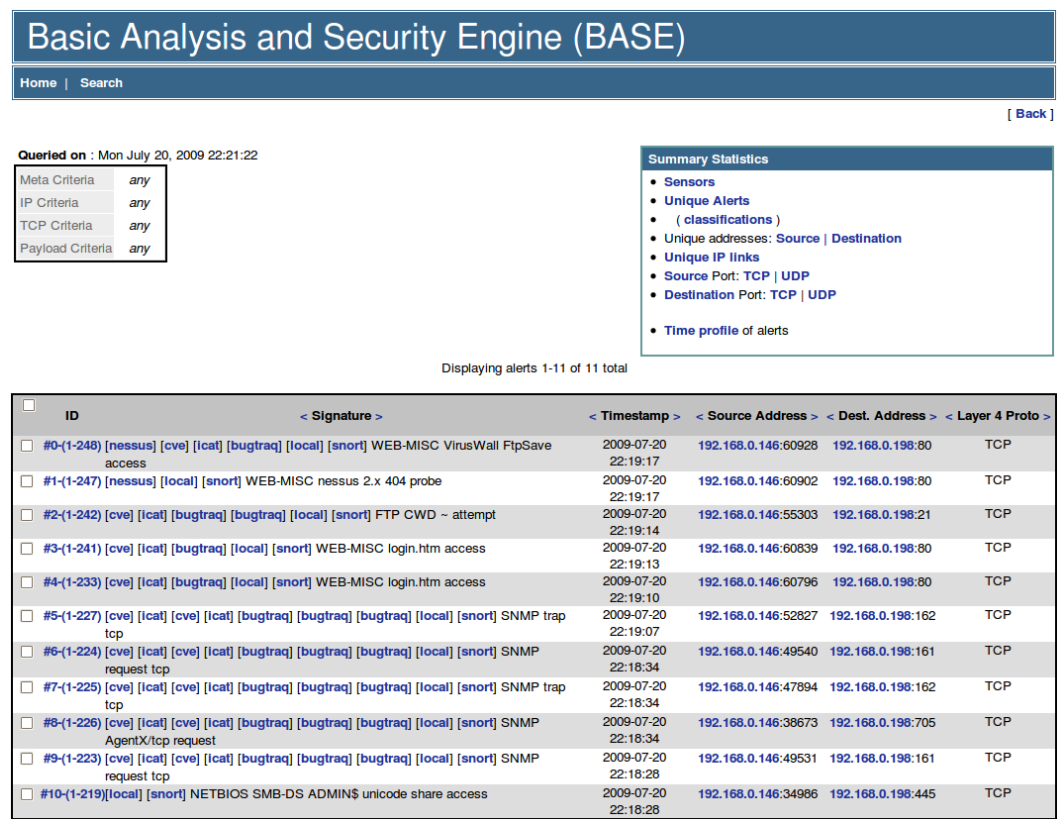 Basic Analysis and Security Engine (BASE)
Home | Search
[ Back ]
Queried on : Mon July 20, 2009 22:21:22
Meta Criteria any
IP Criteria any
TCP Criteria any
Payload Criteria any
Summary Statistics
Sensors
Unique Alerts
( classifications )
Unique addresses: Source | Destination
Unique IP links
Source Port: TCP | UDP
Destination Port: TCP | UDP
Time profile of alerts
Displaying alerts 1-11 of 11 total
ID < Signature > < Timestamp > < Source Address > < Dest. Address > < Layer 4 Proto >
#0-(1-248) [nessus] [cve] [icat] [bugtraq] [local] [snort] WEB-MISC VirusWall FtpSave 2009-07-20 192.168.0.146:60928 192.168.0.198:80 TCP
access 22:19:17
#1-(1-247) [nessus] [local] [snort] WEB-MISC nessus 2.x 404 probe 2009-07-20 192.168.0.146:60902 192.168.0.198:80 TCP
22:19:17
#2-(1-242) [cve] [icat] [bugtraq] [bugtraq] [local] [snort] FTP CWD ~ attempt 2009-07-20 192.168.0.146:55303 192.168.0.198:21 TCP
22:19:14
#3-(1-241) [cve] [icat] [bugtraq] [local] [snort] WEB-MISC login.htm access 2009-07-20 192.168.0.146:60839 192.168.0.198:80 TCP
22:19:13
#4-(1-233) [cve] [icat] [bugtraq] [local] [snort] WEB-MISC login.htm access 2009-07-20 192.168.0.146:60796 192.168.0.198:80 TCP
22:19:10
#5-(1-227) [cve] [icat] [cve] [icat] [bugtraq] [bugtraq] [bugtraq] [local] [snort] SNMP trap 2009-07-20 192.168.0.146:52827 192.168.0.198:162 TCP
tcp 22:19:07
#6-(1-224) [cve] [icat] [cve] [icat] [bugtraq] [bugtraq] [bugtraq] [local] [snort] SNMP 2009-07-20 192.168.0.146:49540 192.168.0.198:161 TCP
request tcp 22:18:34
#7-(1-225) [cve] [icat] [cve] [icat] [bugtraq] [bugtraq] [bugtraq] [local] [snort] SNMP trap 2009-07-20 192.168.0.146:47894 192.168.0.198:162 TCP
tcp 22:18:34
#8-(1-226) [cve] [icat] [cve] [icat] [bugtraq] [bugtraq] [bugtraq] [local] [snort] SNMP 2009-07-20 192.168.0.146:38673 192.168.0.198:705 TCP
AgentX/tcp request 22:18:34
#9-(1-223) [cve] [icat] [cve] [icat] [bugtraq] [bugtraq] [bugtraq] [local] [snort] SNMP 2009-07-20 192.168.0.146:49531 192.168.0.198:161 TCP
request tcp 22:18:28
#10-(1-219)[local] [snort] NETBIOS SMB-DS ADMIN$ unicode share access 2009-07-20 192.168.0.146:34986 192.168.0.198:445 TCP
22:18:28